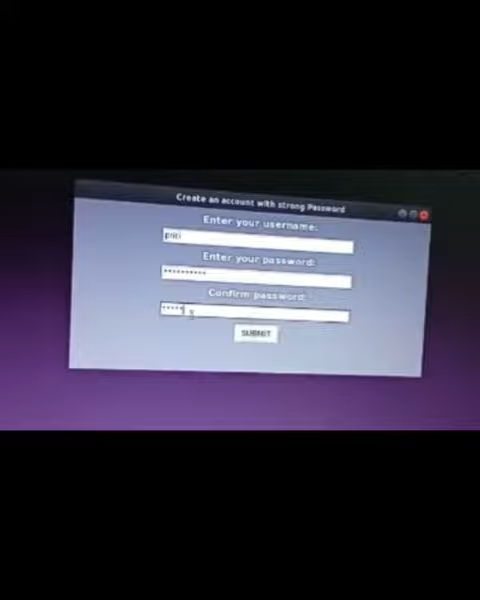 Create an account with strong Password
Enter your username:
Enter your password:
Confirm password:
SUBMIT